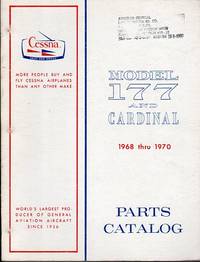 Cessna
MORE PEOPLE BUY AND
FLY CESSNA AIRPLANES
THAN ANY OTHER MAKE
WORLD'S LARGEST PRO-
DUCER OF GENERAL
AVIATION AIRCRAFT
SINCE 1956
MODEL
177
AND
CARDINAL
1968 thru 1970
PARTS
CATALOG